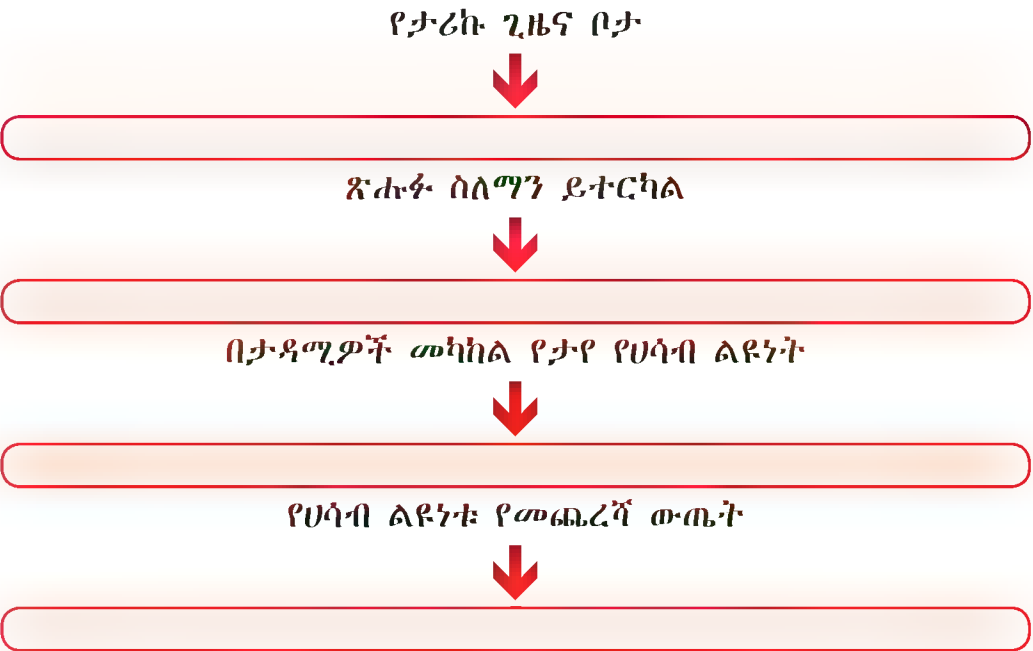 የታሪኩ ጊዜና ቦታ
ጽሑፉ ስለማን ይተርካል
በታዳሚዎች መካከል የታየ የሀሳብ ልዩነት
የሀሳብ ልዩነቱ የመጨረሻ ውጤት